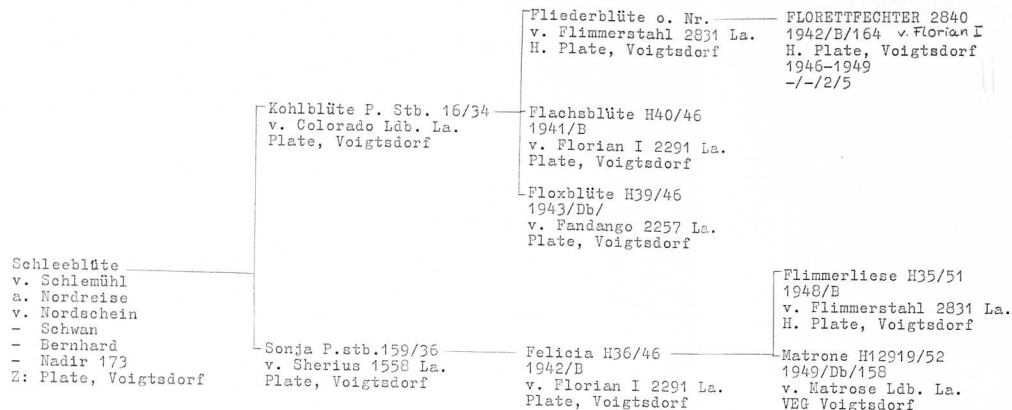 Fliederblüte o. Nr.
v. Flimmerstahl 2831 La.
H. Plate, Voigtsdorf
FLORETTFECHTER 2840
1942/B/164 v. Florian I
H. Plate, Voigtsdorf
1946-1949
-/-/2/5
Kohlblüte P. Stb. 16/34
v. Colorado Ldb. La.
Plate, Voigtsdorf
Flachsblüte H40/46
1941/B
v. Florian I 2291 La.
Plate, Voigtsdorf
Floxblüte H39/46
1943/Db/
v. Fandango 2257 La.
Plate, Voigtsdorf
Schleeblüte
v. Schlemühl
a. Nordreise
v. Nordschein
- Schwan
- Bernhard
- Nadir 173
Z: Plate, Voigtsdorf
Sonja P.stb.159/36
v. Sherius 1558 La.
Plate, Voigtsdorf
Felicia H36/46
1942/B
v. Florian I 2291 La.
Plate, Voigtsdorf
Flimmerliese H35/51
1948/B
v. Flimmerstahl 2831 La.
H. Plate, Voigtsdorf
Matrone H12919/52
1949/Db/158
v. Matrose Ldb. La.
VEG Voigtsdorf